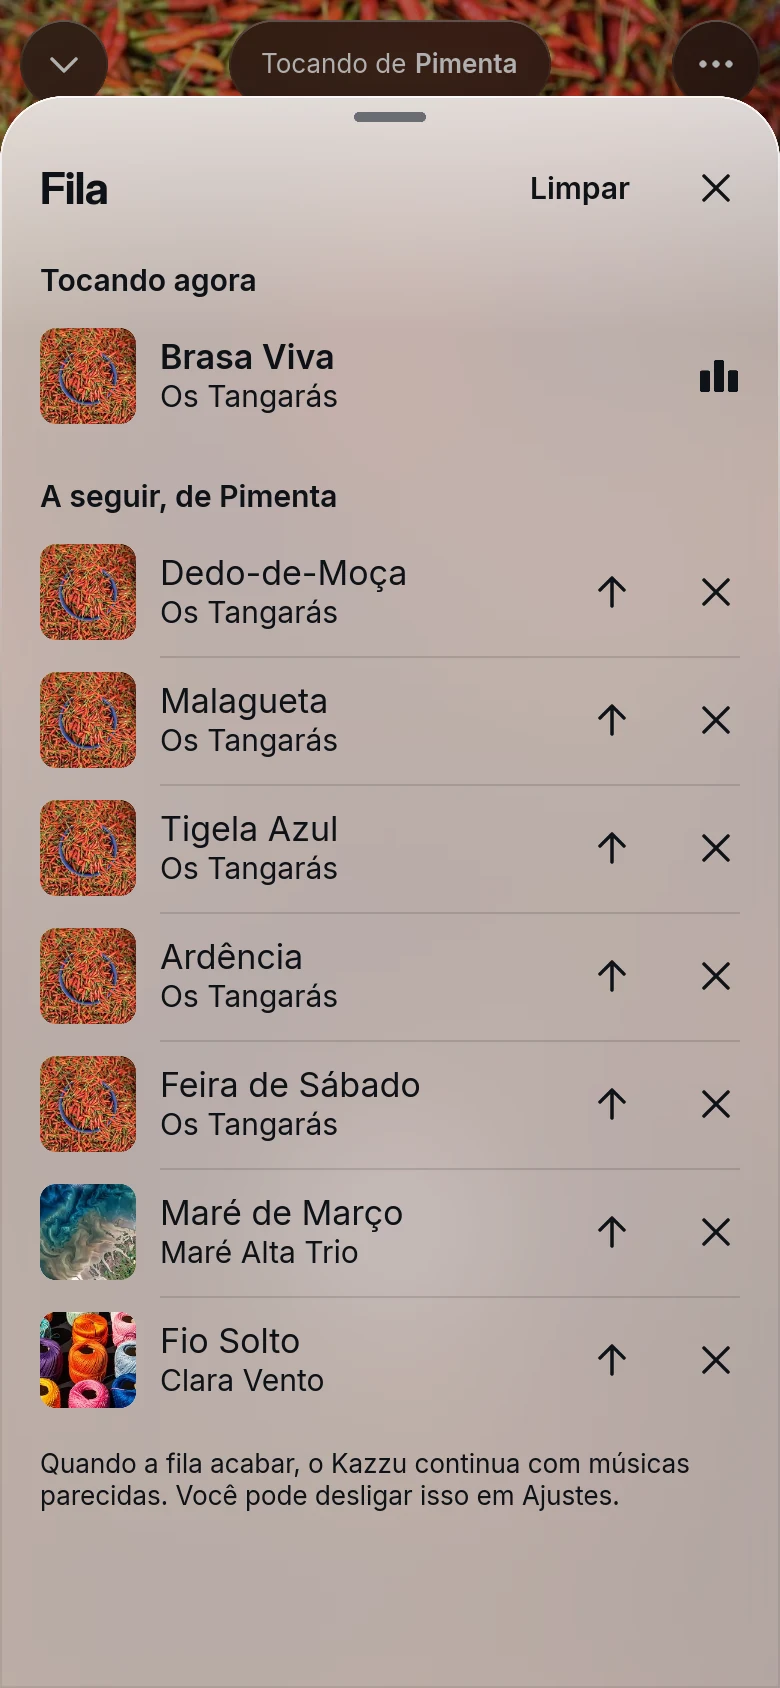 Tocando de Pimenta
Fila
Limpar
Tocando agora
Brasa Viva
Os Tangarás
A seguir, de Pimenta
Dedo-de-Moça
Os Tangarás
Malagueta
Os Tangarás
Tigela Azul
Os Tangarás
Ardência
Os Tangarás
Feira de Sábado
Os Tangarás
Maré de Março
Maré Alta Trio
Fio Solto
Clara Vento
Quando a fila acabar, o Kazzu continua com músicas
parecidas. Você pode desligar isso em Ajustes.